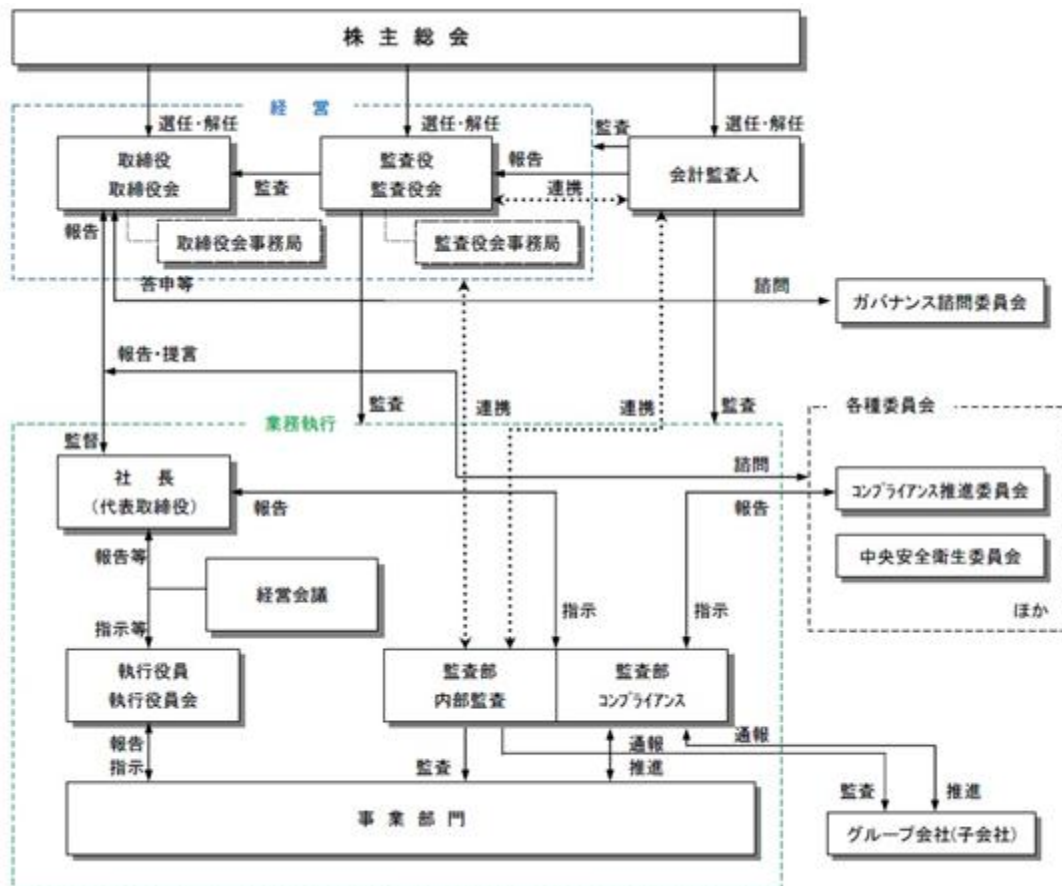 株 主 総 会
経 営
選任・解任
選任・解任
監査
選任・解任
取締役
取締役会
監査
監査役
監査役会
報告
連携
会計監査人
報告
取締役会事務局
監査役会事務局
答申等
諮問
ガバナンス諮問委員会
報告・提言
監査
連携
連携
監査
各種委員会
業務執行
監督
諮問
社 長
(代表取締役)
報告
報告
コンプライアンス推進委員会
報告等
経営会議
中央安全衛生委員会
指示等
指示
指示
ほか
執行役員
執行役員会
監査部
内部監査
監査部
コンプライアンス
報告
指示
監査
通報
推進
通報
監査
推進
事 業 部 門
グループ会社(子会社)